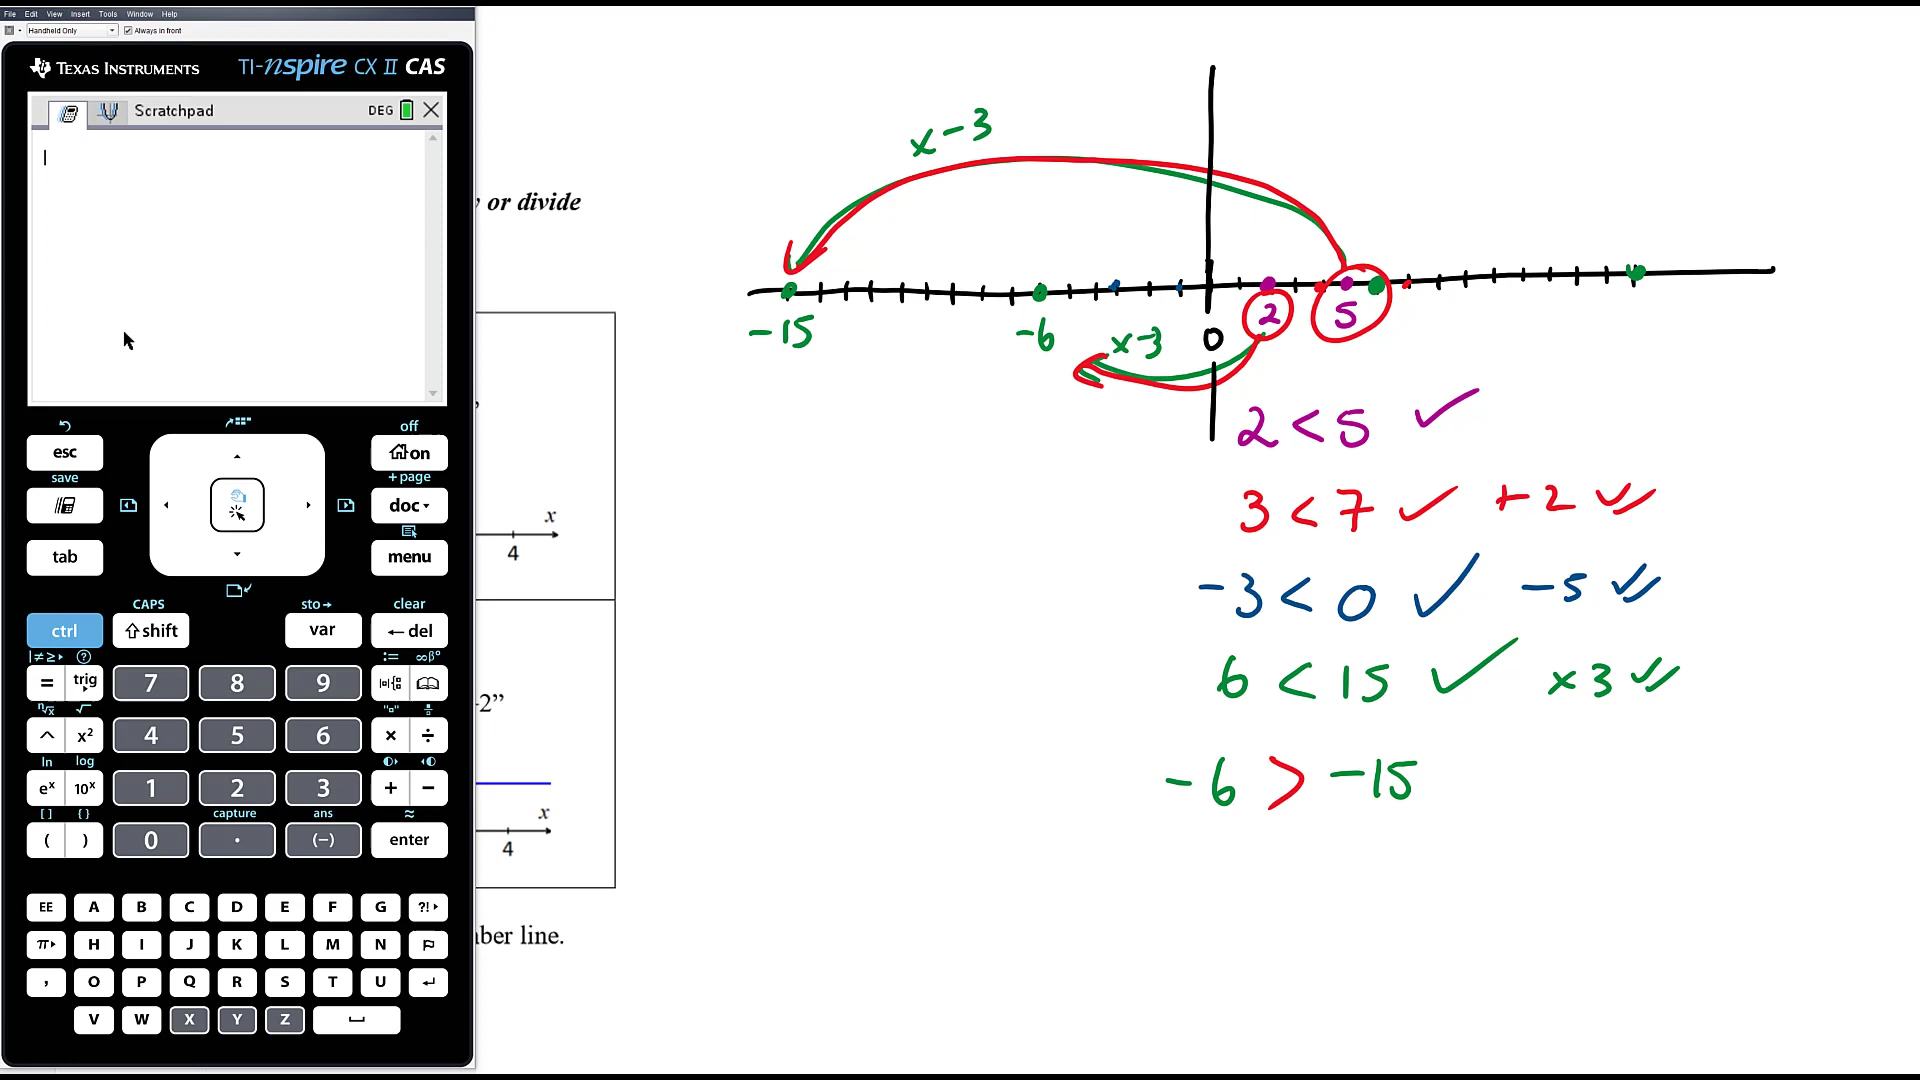 File Edit View Insert Tools Window Help
Handheld Only Always in front
TEXAS INSTRUMENTS TI-nspire CX II CAS
Scratchpad DEG
off
esc on
save + page
doc
tab menu
CAPS sto→ clear
ctrl shift var ← del
|≠≥▸ ? := ∞β°
= trig 7 8 9
ⁿ√x √ "▫"
^ x² 4 5 6 × ÷
ln log
eˣ 10ˣ 1 2 3 + −
[ ] { } capture ans ≈
( ) 0 . (−) enter
EE A B C D E F G ?!▸
π▸ H I J K L M N
, O P Q R S T U ↵
V W X Y Z
or divide
x
4
-2”
x
4
ber line.
x -3
-15 -6 x-3 0 2 5
2 < 5 ✓
3 < 7 ✓ +2 ✓✓
-3 < 0 ✓ -5 ✓✓
6 < 15 ✓ ×3 ✓✓
-6 > -15